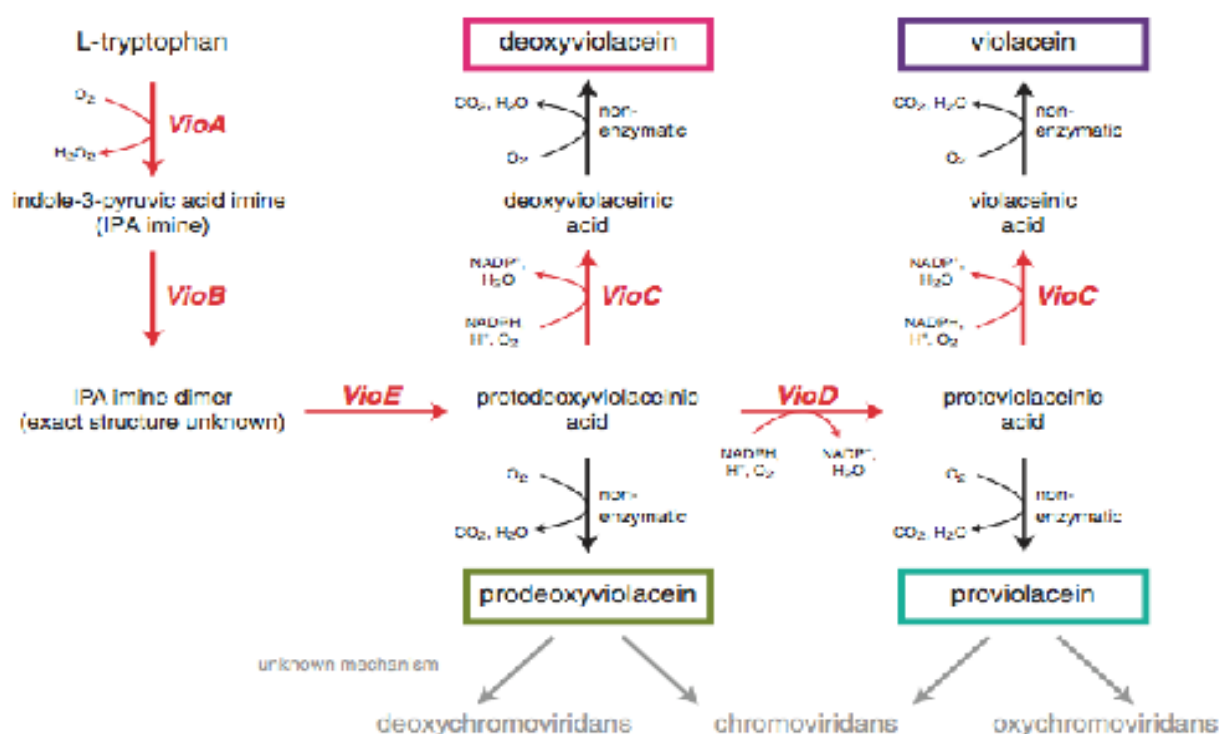 L-tryptophan
deoxyviolacein
violacein
O₂
VioA
H₂O₂
CO₂, H₂O
non-
enzymatic
O₂
CO₂, H₂O
non-
enzymatic
O₂
indole-3-pyruvic acid imine
(IPA imine)
deoxyviolaceinic
acid
violaceinic
acid
VioB
NADP⁺,
H₂O
VioC
NADPH
H⁺, O₂
NADP⁺,
H₂O
VioC
NADPH,
H⁺, O₂
IPA imine dimer
(exact structure unknown)
VioE
protodeoxyviolaceinic
acid
VioD
NADPH
H⁺, O₂
NADP⁺,
H₂O
protoviolaceinic
acid
O₂
non-
enzymatic
CO₂, H₂O
O₂
non-
enzymatic
CO₂, H₂O
prodeoxyviolacein
proviolacein
unknown mechanism
deoxychromoviridans
chromoviridans
oxychromoviridans